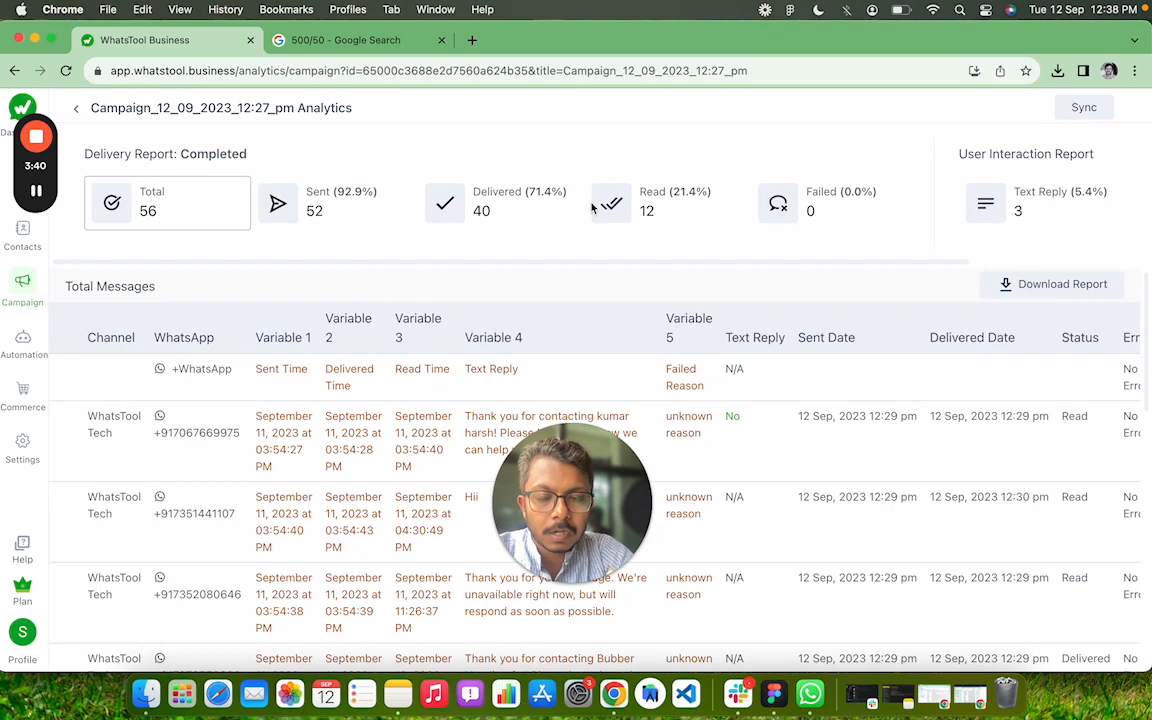 Chrome File Edit View History Bookmarks Profiles Tab Window Help Tue 12 Sep 12:38 PM
WhatsTool Business
500/50 - Google Search
app.whatstool.business/analytics/campaign?id=65000c3688e2d7560a624b35&title=Campaign_12_09_2023_12:27_pm
Campaign_12_09_2023_12:27_pm Analytics
Sync
3:40
Contacts
Campaign
Automation
Commerce
Settings
Help
Plan
S
Profile
Delivery Report: Completed
User Interaction Report
Total
56
Sent (92.9%)
52
Delivered (71.4%)
40
Read (21.4%)
12
Failed (0.0%)
0
Text Reply (5.4%)
3
Total Messages
Download Report
Channel WhatsApp Variable 1 Variable 2 Variable 3 Variable 4 Variable 5 Text Reply Sent Date Delivered Date Status
+WhatsApp Sent Time Delivered Time Read Time Text Reply Failed Reason N/A No
WhatsTool Tech +917067669975 September 11, 2023 at 03:54:27 PM September 11, 2023 at 03:54:28 PM September 11, 2023 at 03:54:40 PM Thank you for contacting kumar harsh! Please w we can help unknown reason No 12 Sep, 2023 12:29 pm 12 Sep, 2023 12:29 pm Read No
WhatsTool Tech +917351441107 September 11, 2023 at 03:54:40 PM September 11, 2023 at 03:54:43 PM September 11, 2023 at 04:30:49 PM Hii unknown reason N/A 12 Sep, 2023 12:29 pm 12 Sep, 2023 12:30 pm Read No
WhatsTool Tech +917352080646 September 11, 2023 at 03:54:38 PM September 11, 2023 at 03:54:39 PM September 11, 2023 at 11:26:37 PM Thank you for We're unavailable right now, but will respond as soon as possible. unknown reason N/A 12 Sep, 2023 12:29 pm 12 Sep, 2023 12:29 pm Read No
WhatsTool September September September Thank you for contacting Bubber unknown N/A 12 Sep, 2023 12:29 pm 12 Sep, 2023 12:29 pm Delivered No
SEP
12
3